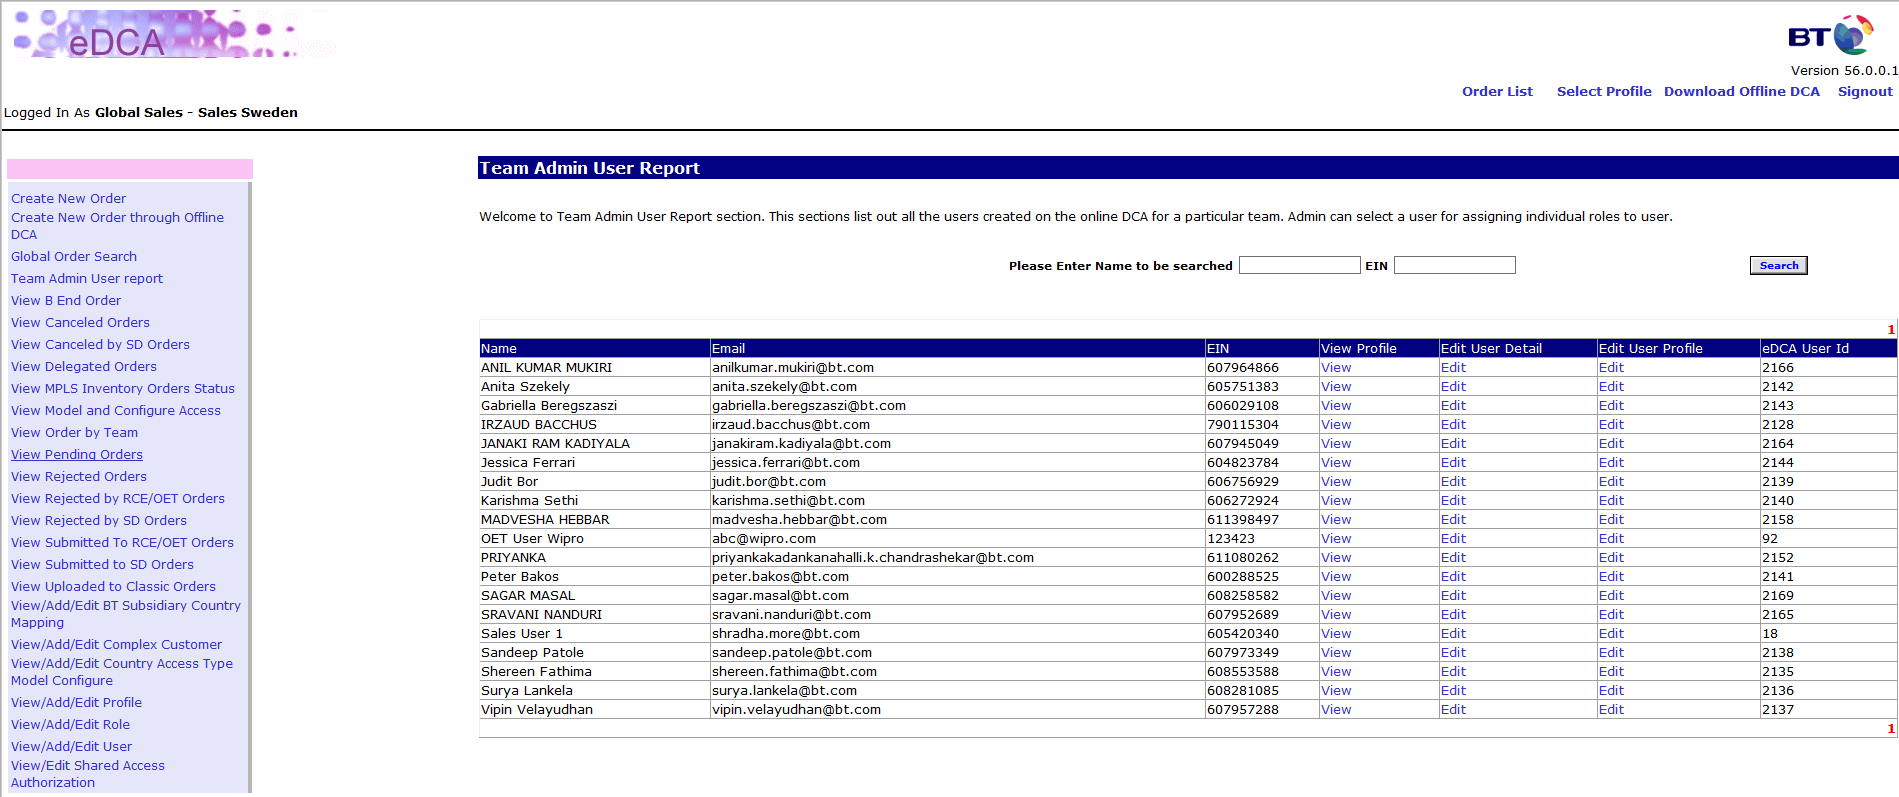 eDCA
BT
Version 56.0.0.1
Order List Select Profile Download Offline DCA Signout
Logged In As Global Sales - Sales Sweden
Create New Order
Create New Order through Offline
DCA
Global Order Search
Team Admin User report
View B End Order
View Canceled Orders
View Canceled by SD Orders
View Delegated Orders
View MPLS Inventory Orders Status
View Model and Configure Access
View Order by Team
View Pending Orders
View Rejected Orders
View Rejected by RCE/OET Orders
View Rejected by SD Orders
View Submitted To RCE/OET Orders
View Submitted to SD Orders
View Uploaded to Classic Orders
View/Add/Edit BT Subsidiary Country
Mapping
View/Add/Edit Complex Customer
View/Add/Edit Country Access Type
Model Configure
View/Add/Edit Profile
View/Add/Edit Role
View/Add/Edit User
View/Edit Shared Access
Authorization
Team Admin User Report
Welcome to Team Admin User Report section. This sections list out all the users created on the online DCA for a particular team. Admin can select a user for assigning individual roles to user.
Please Enter Name to be searched EIN Search
1
Name Email EIN View Profile Edit User Detail Edit User Profile eDCA User Id
ANIL KUMAR MUKIRI anilkumar.mukiri@bt.com 607964866 View Edit Edit 2166
Anita Szekely anita.szekely@bt.com 605751383 View Edit Edit 2142
Gabriella Beregszaszi gabriella.beregszaszi@bt.com 606029108 View Edit Edit 2143
IRZAUD BACCHUS irzaud.bacchus@bt.com 790115304 View Edit Edit 2128
JANAKI RAM KADIYALA janakiram.kadiyala@bt.com 607945049 View Edit Edit 2164
Jessica Ferrari jessica.ferrari@bt.com 604823784 View Edit Edit 2144
Judit Bor judit.bor@bt.com 606756929 View Edit Edit 2139
Karishma Sethi karishma.sethi@bt.com 606272924 View Edit Edit 2140
MADVESHA HEBBAR madvesha.hebbar@bt.com 611398497 View Edit Edit 2158
OET User Wipro abc@wipro.com 123423 View Edit Edit 92
PRIYANKA priyankakadankanahalli.k.chandrashekar@bt.com 611080262 View Edit Edit 2152
Peter Bakos peter.bakos@bt.com 600288525 View Edit Edit 2141
SAGAR MASAL sagar.masal@bt.com 608258582 View Edit Edit 2169
SRAVANI NANDURI sravani.nanduri@bt.com 607952689 View Edit Edit 2165
Sales User 1 shradha.more@bt.com 605420340 View Edit Edit 18
Sandeep Patole sandeep.patole@bt.com 607973349 View Edit Edit 2138
Shereen Fathima shereen.fathima@bt.com 608553588 View Edit Edit 2135
Surya Lankela surya.lankela@bt.com 608281085 View Edit Edit 2136
Vipin Velayudhan vipin.velayudhan@bt.com 607957288 View Edit Edit 2137
1